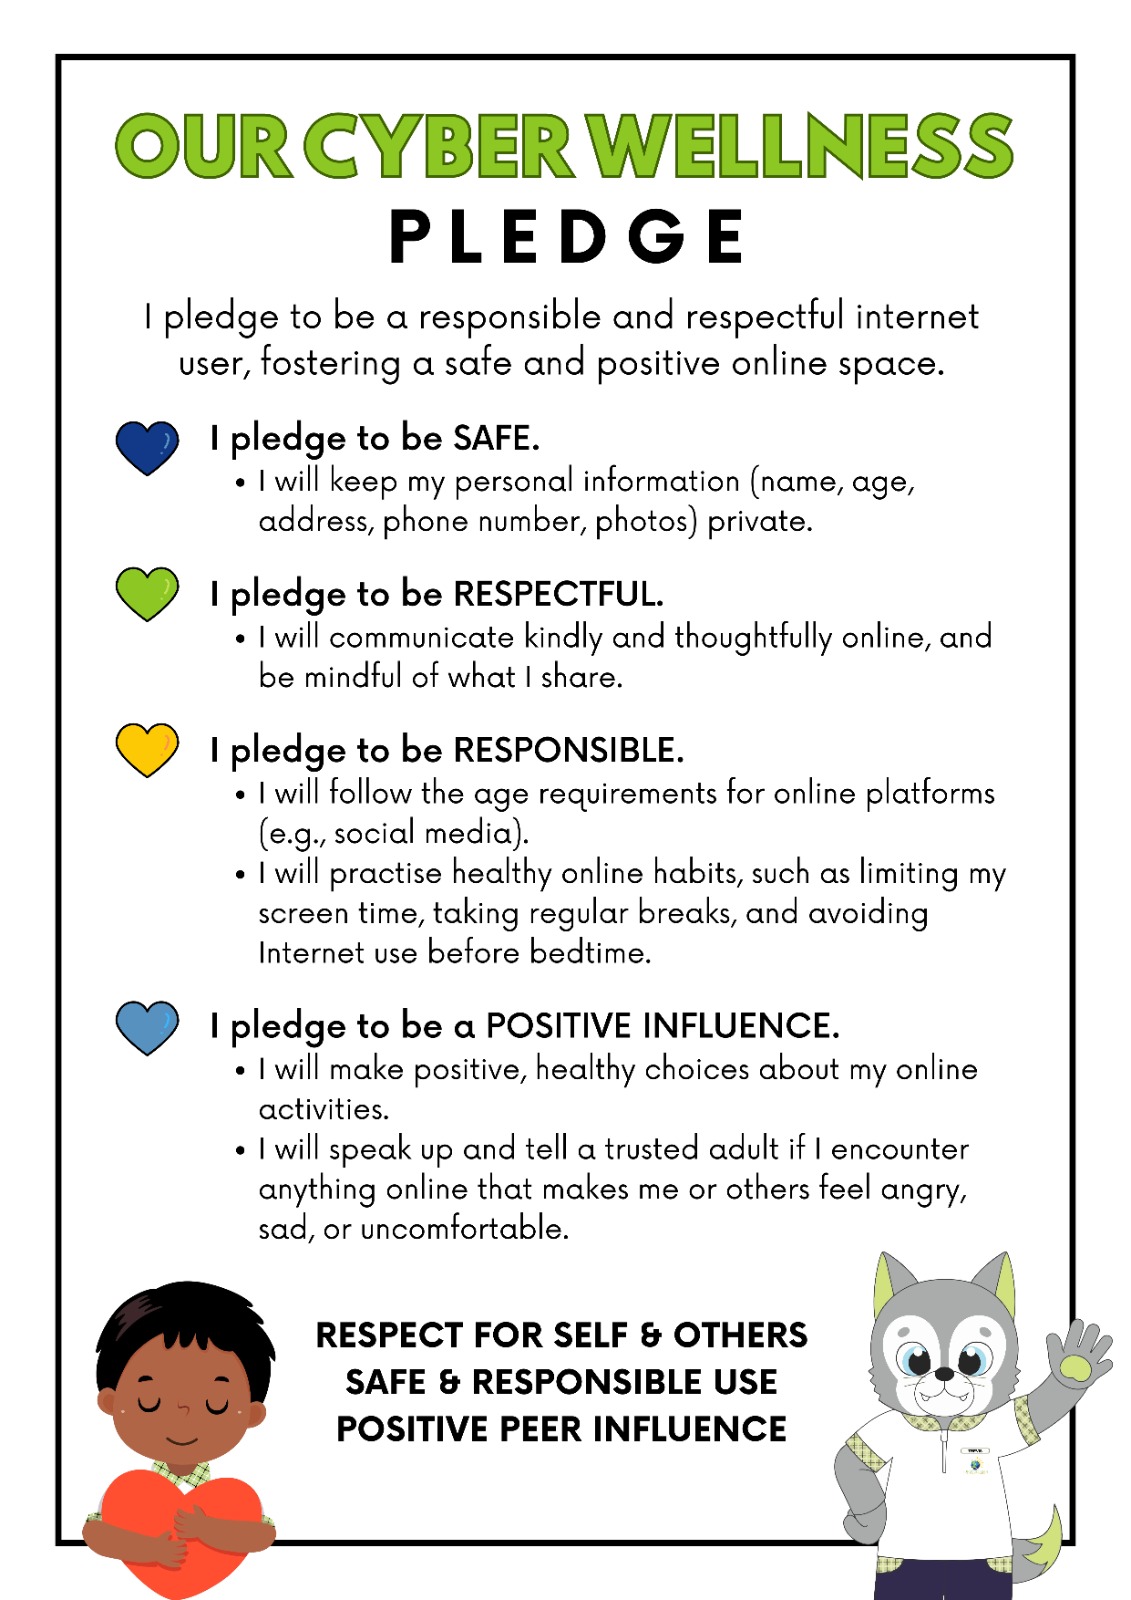 OUR CYBER WELLNESS
PLEDGE
I pledge to be a responsible and respectful internet
user, fostering a safe and positive online space.
I pledge to be SAFE.
• I will keep my personal information (name, age,
address, phone number, photos) private.
I pledge to be RESPECTFUL.
• I will communicate kindly and thoughtfully online, and
be mindful of what I share.
I pledge to be RESPONSIBLE.
• I will follow the age requirements for online platforms
(e.g., social media).
• I will practise healthy online habits, such as limiting my
screen time, taking regular breaks, and avoiding
Internet use before bedtime.
I pledge to be a POSITIVE INFLUENCE.
• I will make positive, healthy choices about my online
activities.
• I will speak up and tell a trusted adult if I encounter
anything online that makes me or others feel angry,
sad, or uncomfortable.
RESPECT FOR SELF & OTHERS
SAFE & RESPONSIBLE USE
POSITIVE PEER INFLUENCE